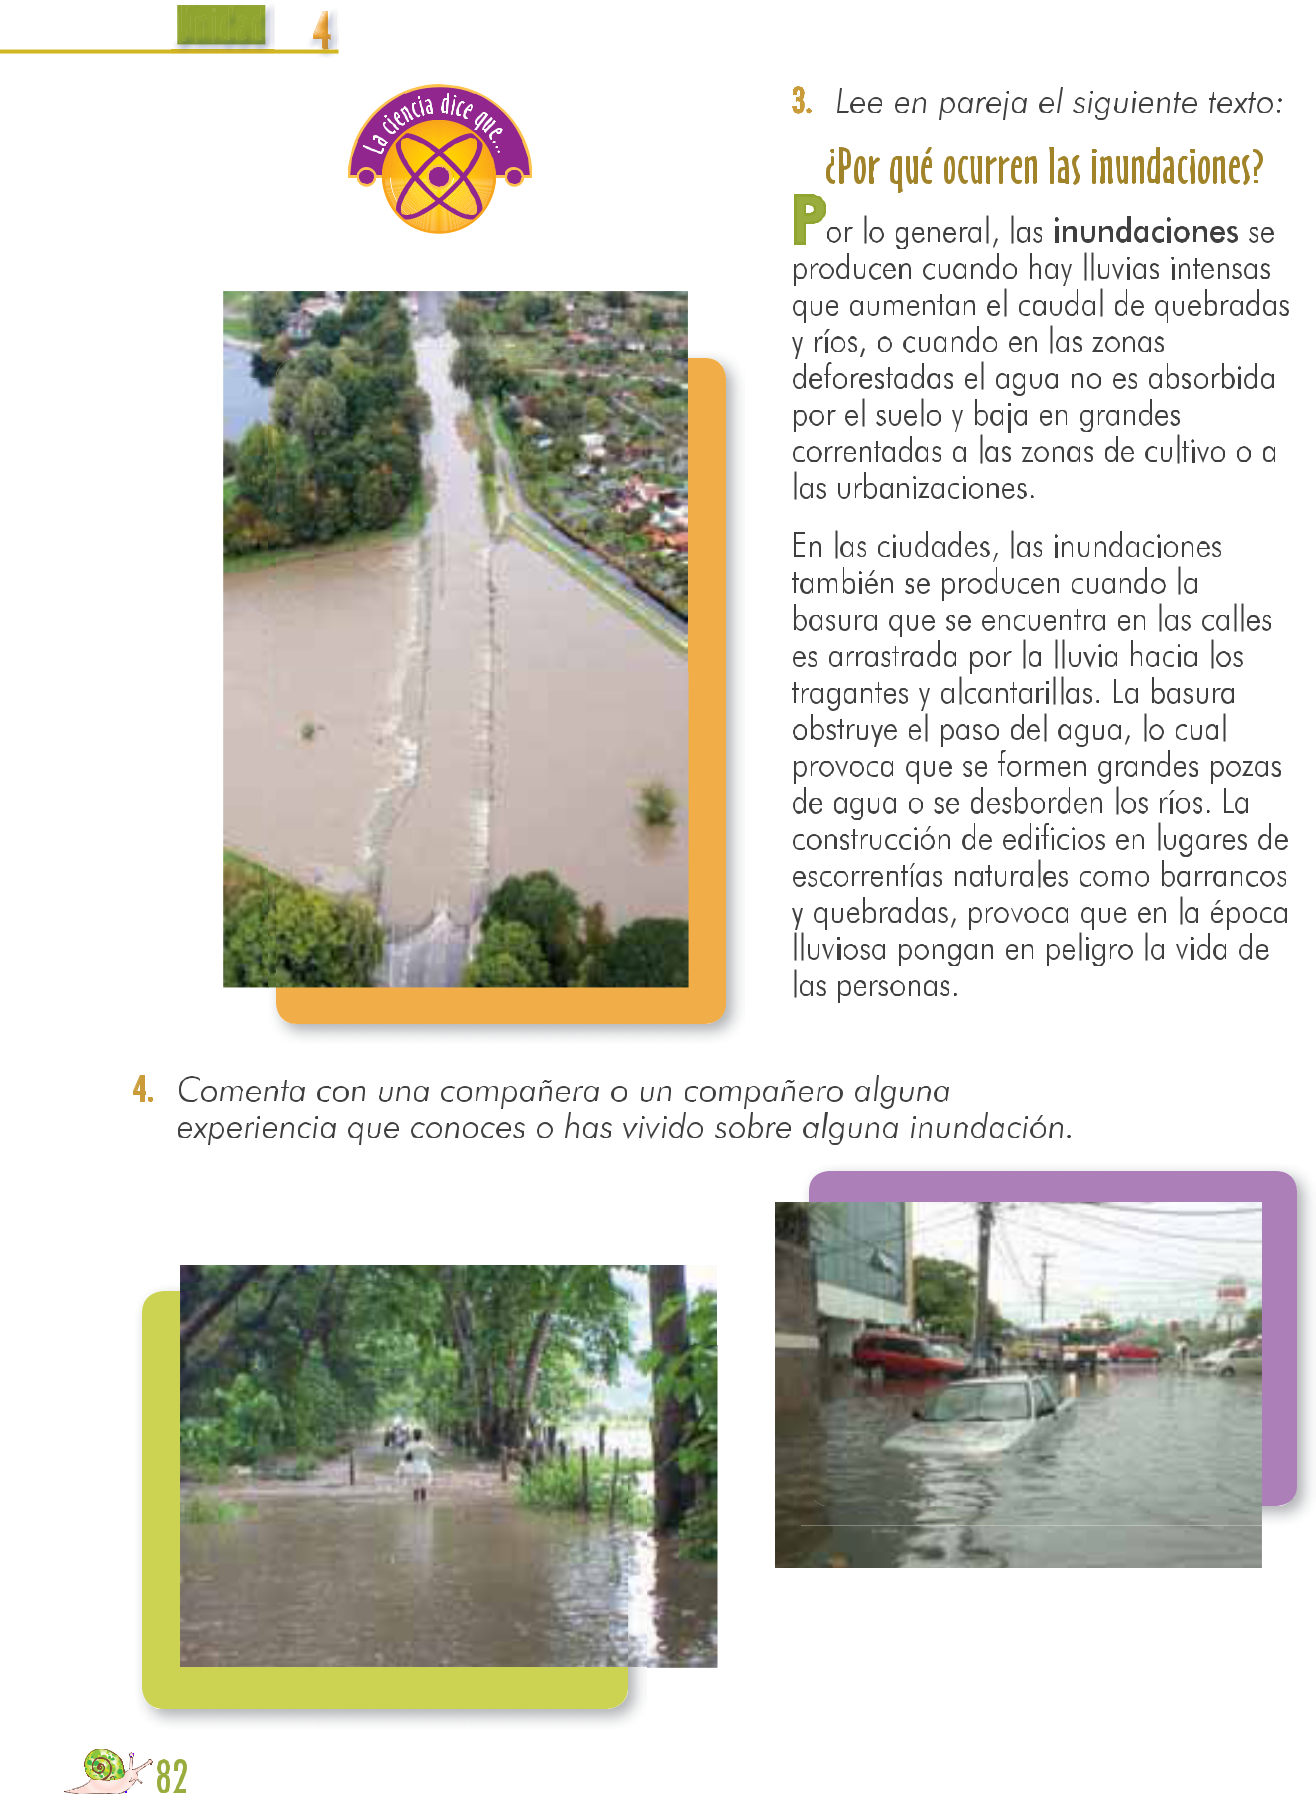 4
La ciencia dice que...
3. Lee en pareja el siguiente texto:
¿Por qué ocurren las inundaciones?
Por lo general, las inundaciones se
producen cuando hay lluvias intensas
que aumentan el caudal de quebradas
y ríos, o cuando en las zonas
deforestadas el agua no es absorbida
por el suelo y baja en grandes
correntadas a las zonas de cultivo o a
las urbanizaciones.
En las ciudades, las inundaciones
también se producen cuando la
basura que se encuentra en las calles
es arrastrada por la lluvia hacia los
tragantes y alcantarillas. La basura
obstruye el paso del agua, lo cual
provoca que se formen grandes pozas
de agua o se desborden los ríos. La
construcción de edificios en lugares de
escorrentías naturales como barrancos
y quebradas, provoca que en la época
lluviosa pongan en peligro la vida de
las personas.
4. Comenta con una compañera o un compañero alguna
experiencia que conoces o has vivido sobre alguna inundación.
82